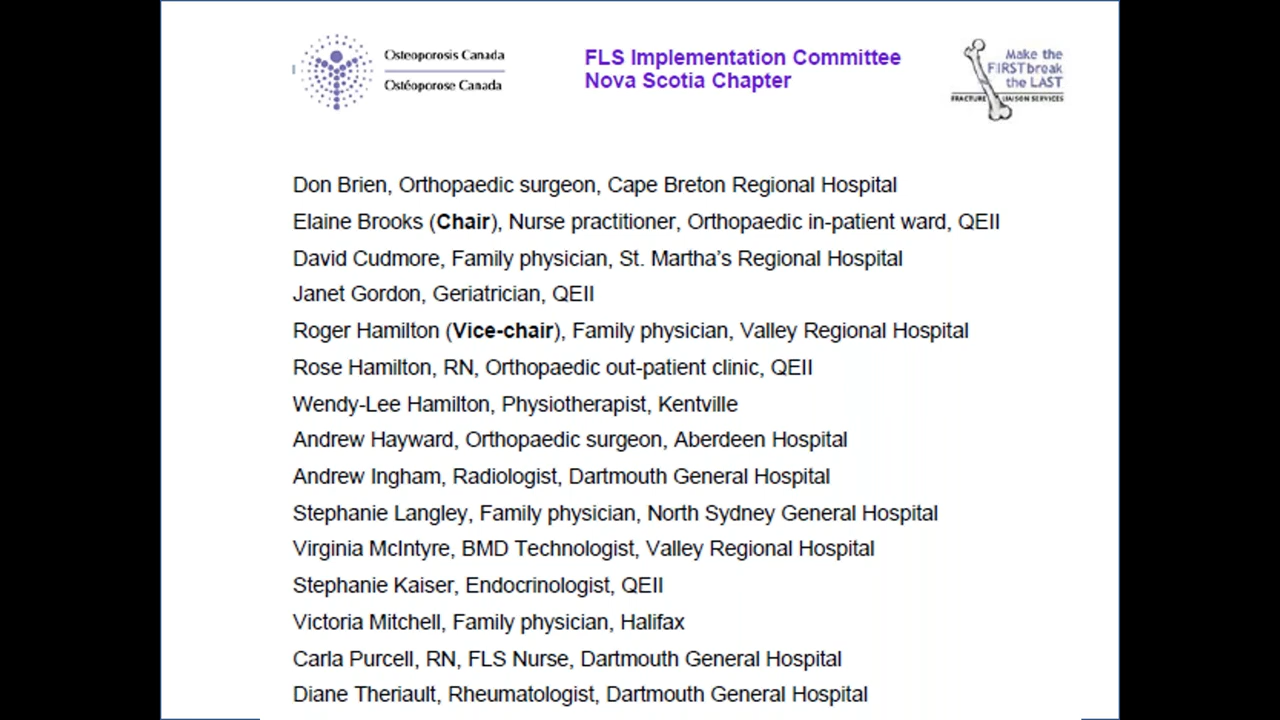 Osteoporosis Canada
Ostéoporose Canada
FLS Implementation Committee
Nova Scotia Chapter
Make the
FIRST break
the LAST
FRACTURE LIAISON SERVICES
Don Brien, Orthopaedic surgeon, Cape Breton Regional Hospital
Elaine Brooks (Chair), Nurse practitioner, Orthopaedic in-patient ward, QEII
David Cudmore, Family physician, St. Martha's Regional Hospital
Janet Gordon, Geriatrician, QEII
Roger Hamilton (Vice-chair), Family physician, Valley Regional Hospital
Rose Hamilton, RN, Orthopaedic out-patient clinic, QEII
Wendy-Lee Hamilton, Physiotherapist, Kentville
Andrew Hayward, Orthopaedic surgeon, Aberdeen Hospital
Andrew Ingham, Radiologist, Dartmouth General Hospital
Stephanie Langley, Family physician, North Sydney General Hospital
Virginia McIntyre, BMD Technologist, Valley Regional Hospital
Stephanie Kaiser, Endocrinologist, QEII
Victoria Mitchell, Family physician, Halifax
Carla Purcell, RN, FLS Nurse, Dartmouth General Hospital
Diane Theriault, Rheumatologist, Dartmouth General Hospital